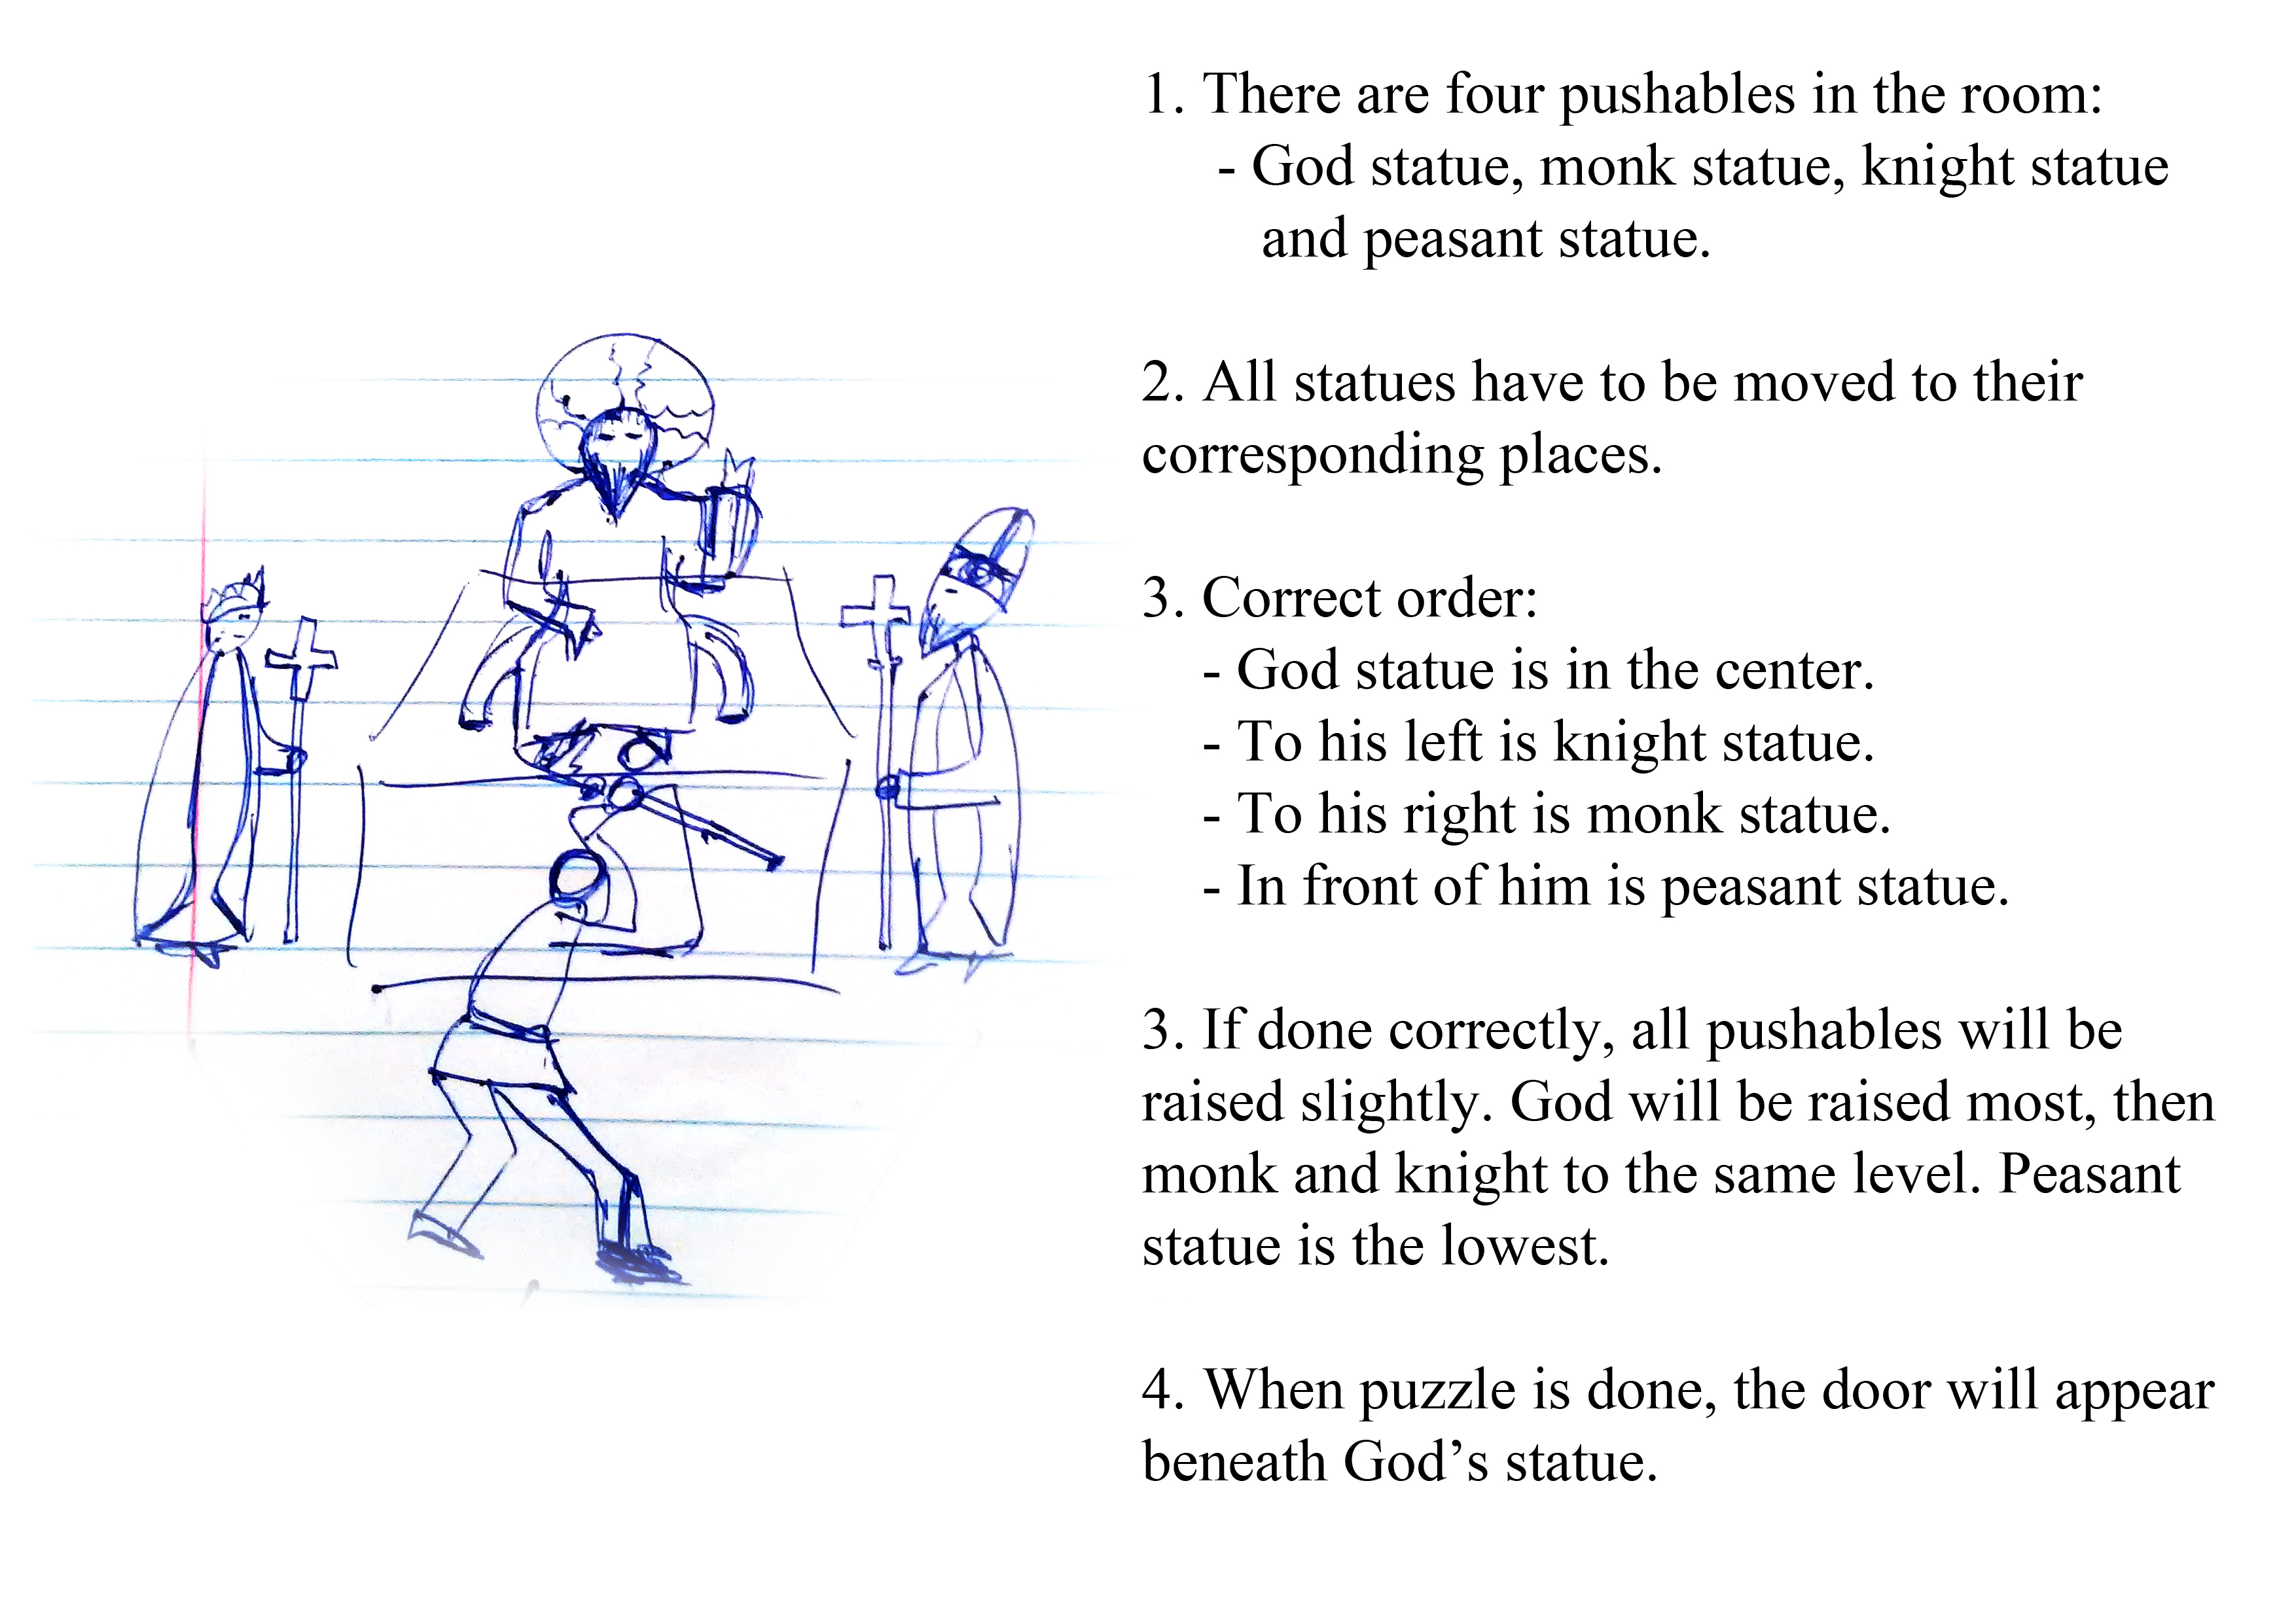 1. There are four pushables in the room:
- God statue, monk statue, knight statue
and peasant statue.
2. All statues have to be moved to their
corresponding places.
3. Correct order:
- God statue is in the center.
- To his left is knight statue.
- To his right is monk statue.
- In front of him is peasant statue.
3. If done correctly, all pushables will be
raised slightly. God will be raised most, then
monk and knight to the same level. Peasant
statue is the lowest.
4. When puzzle is done, the door will appear
beneath God’s statue.